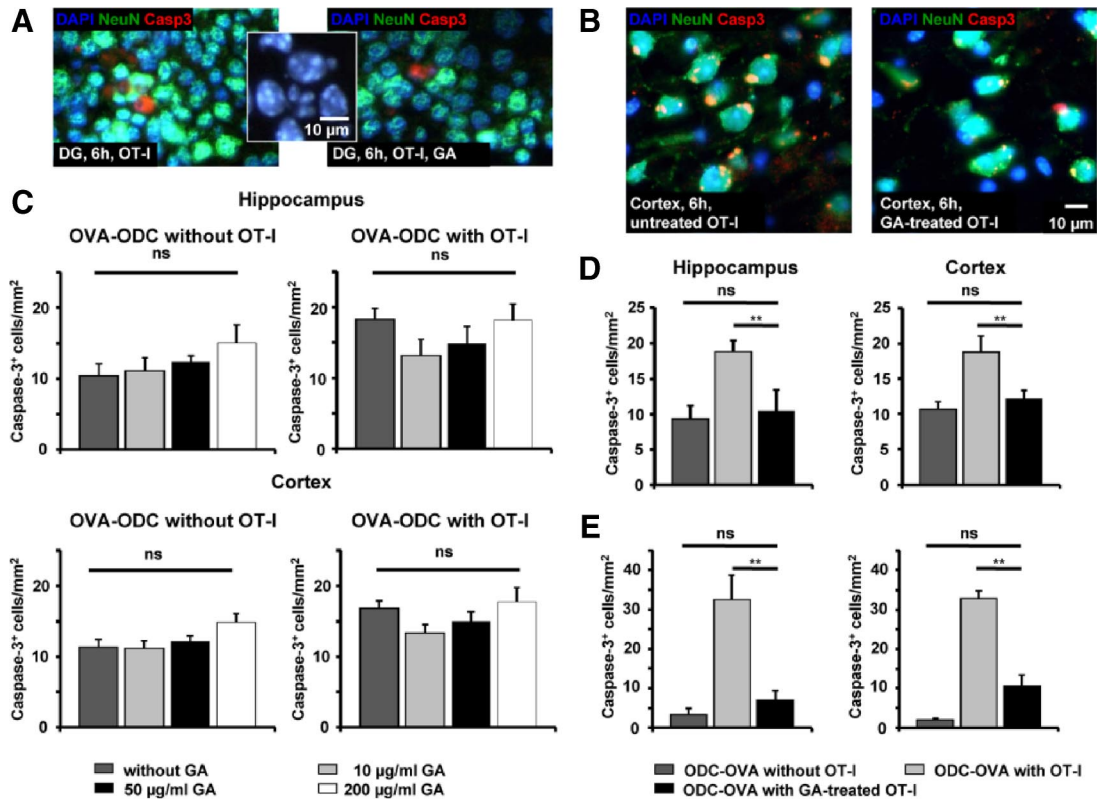 A
DAPI NeuN Casp3
DAPI NeuN Casp3
10 µm
DG, 6h, OT-I
DG, 6h, OT-I, GA
B
DAPI NeuN Casp3
DAPI NeuN Casp3
Cortex, 6h,
untreated OT-I
Cortex, 6h,
GA-treated OT-I
10 µm
C
Hippocampus
OVA-ODC without OT-I
ns
Caspase-3⁺ cells/mm²
20
10
0
OVA-ODC with OT-I
ns
Caspase-3⁺ cells/mm²
20
10
0
Cortex
OVA-ODC without OT-I
ns
Caspase-3⁺ cells/mm²
20
10
0
OVA-ODC with OT-I
ns
Caspase-3⁺ cells/mm²
20
10
0
without GA
10 µg/ml GA
50 µg/ml GA
200 µg/ml GA
D
Hippocampus
ns
**
Caspase-3⁺ cells/mm²
25
20
15
10
5
0
Cortex
ns
**
Caspase-3⁺ cells/mm²
25
20
15
10
5
0
E
ns
**
Caspase-3⁺ cells/mm²
40
30
20
10
0
ns
**
Caspase-3⁺ cells/mm²
40
30
20
10
0
ODC-OVA without OT-I
ODC-OVA with OT-I
ODC-OVA with GA-treated OT-I